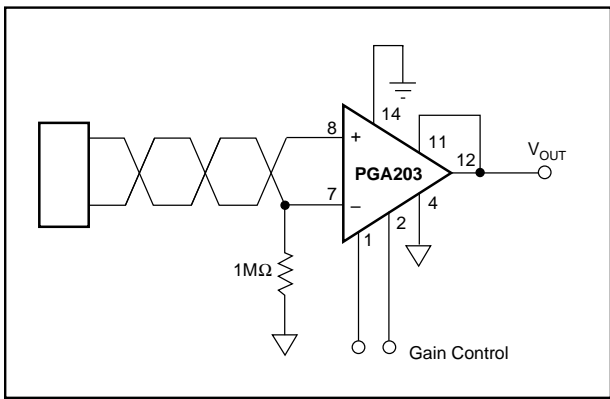 14
8
+
11
12
V_OUT
PGA203
7
–
4
2
1
1MΩ
Gain Control